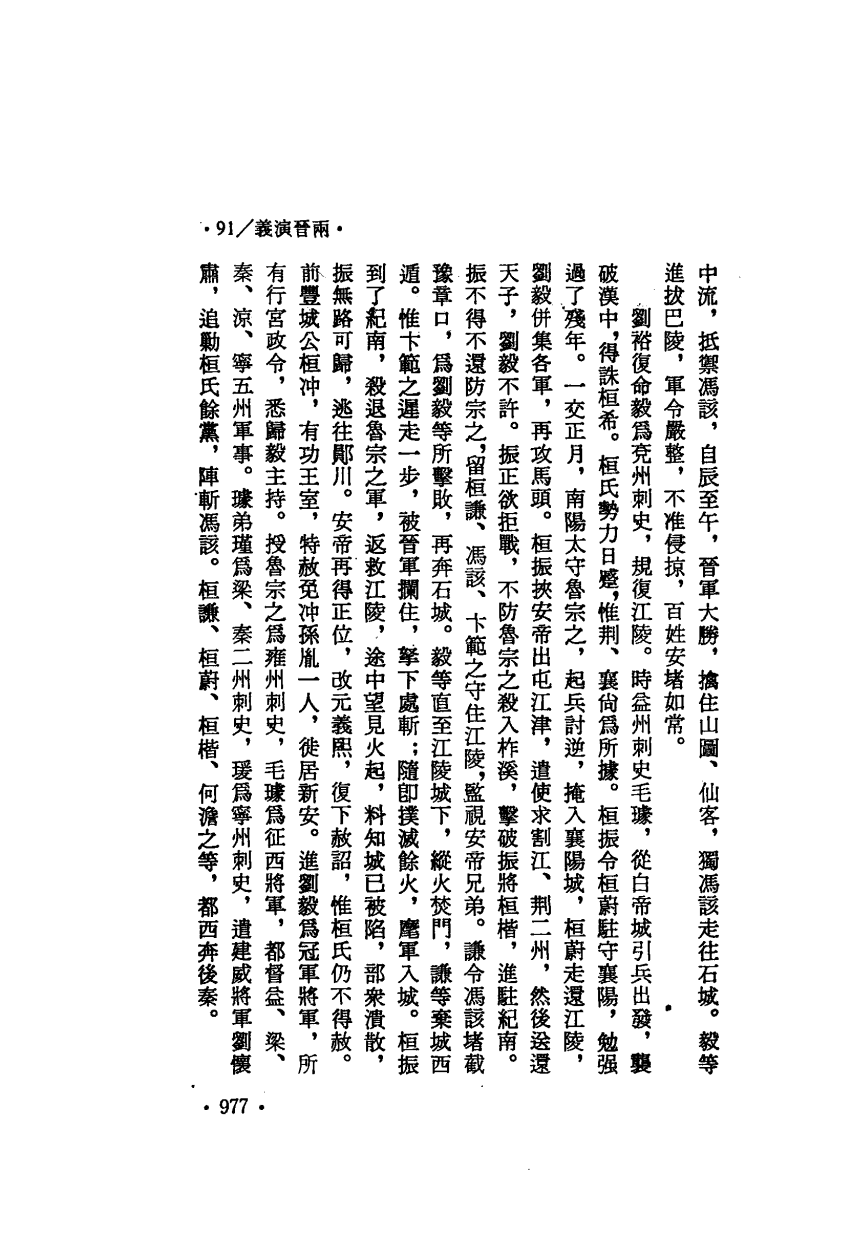 ·91／義演晉兩·
中流，抵禦馮該，自辰至午，晉軍大勝，擒住山圖、仙客，獨馮該走往石城。毅等
進拔巴陵，軍令嚴整，不准侵掠，百姓安堵如常。
劉裕復命毅爲兗州刺史，規復江陵。時益州刺史毛璩，從白帝城引兵出發，襲
破漢中，得誅桓希。桓氏勢力日蹙，惟荆、襄尙爲所據。桓振令桓蔚駐守襄陽，勉强
過了殘年。一交正月，南陽太守魯宗之，起兵討逆，掩入襄陽城，桓蔚走還江陵，
劉毅併集各軍，再攻馬頭。桓振挾安帝出屯江津，遣使求割江、荆二州，然後送還
天子，劉毅不許。振正欲拒戰，不防魯宗之殺入柞溪，擊破振將桓楷，進駐紀南。
振不得不還防宗之，留桓謙、馮該、卞範之守住江陵，監視安帝兄弟。謙令馮該堵截
豫章口，爲劉毅等所擊敗，再奔石城。毅等直至江陵城下，縱火焚門，謙等棄城西
遁。惟卞範之遲走一步，被晉軍攔住，拏下處斬；隨卽撲滅餘火，麾軍入城。桓振
到了紀南，殺退魯宗之軍，返救江陵，途中望見火起，料知城已被陷，部衆潰散，
振無路可歸，逃往鄖川。安帝再得正位，改元義熙，復下赦詔，惟桓氏仍不得赦。
前豐城公桓冲，有功王室，特赦免冲孫胤一人，徙居新安。進劉毅爲冠軍將軍，所
有行宮政令，悉歸毅主持。授魯宗之爲雍州刺史，毛璩爲征西將軍，都督益、梁、
秦、涼、寧五州軍事。璩弟瑾爲梁、秦二州刺史，瑗爲寧州刺史，遣建威將軍劉懷
肅，追勦桓氏餘黨，陣斬馮該。桓謙、桓蔚、桓楷、何澹之等，都西奔後秦。
·977·